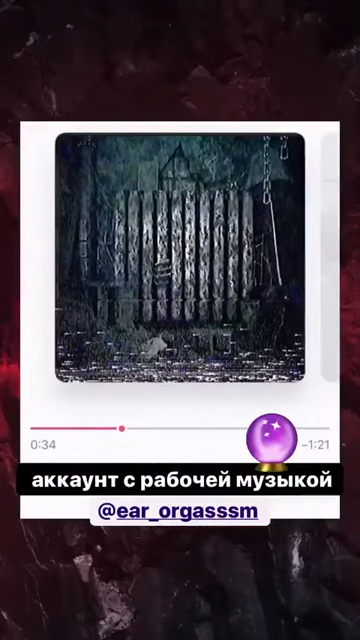 0:34
-1:21
аккаунт с рабочей музыкой
@ear_orgasssm